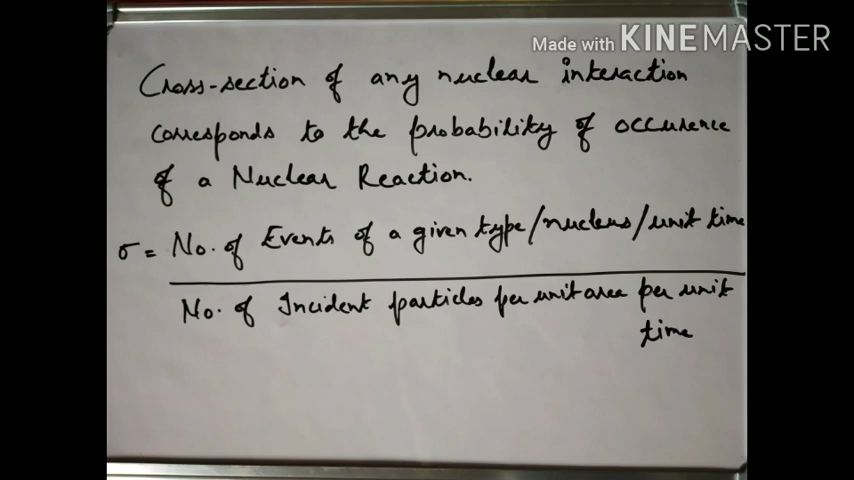 Made with KINEMASTER
Cross-section of any nuclear interaction
corresponds to the probability of occurence
of a Nuclear Reaction.
σ = No. of Events of a given type/nucleus/unit time
No. of Incident particles per unit area per unit
time